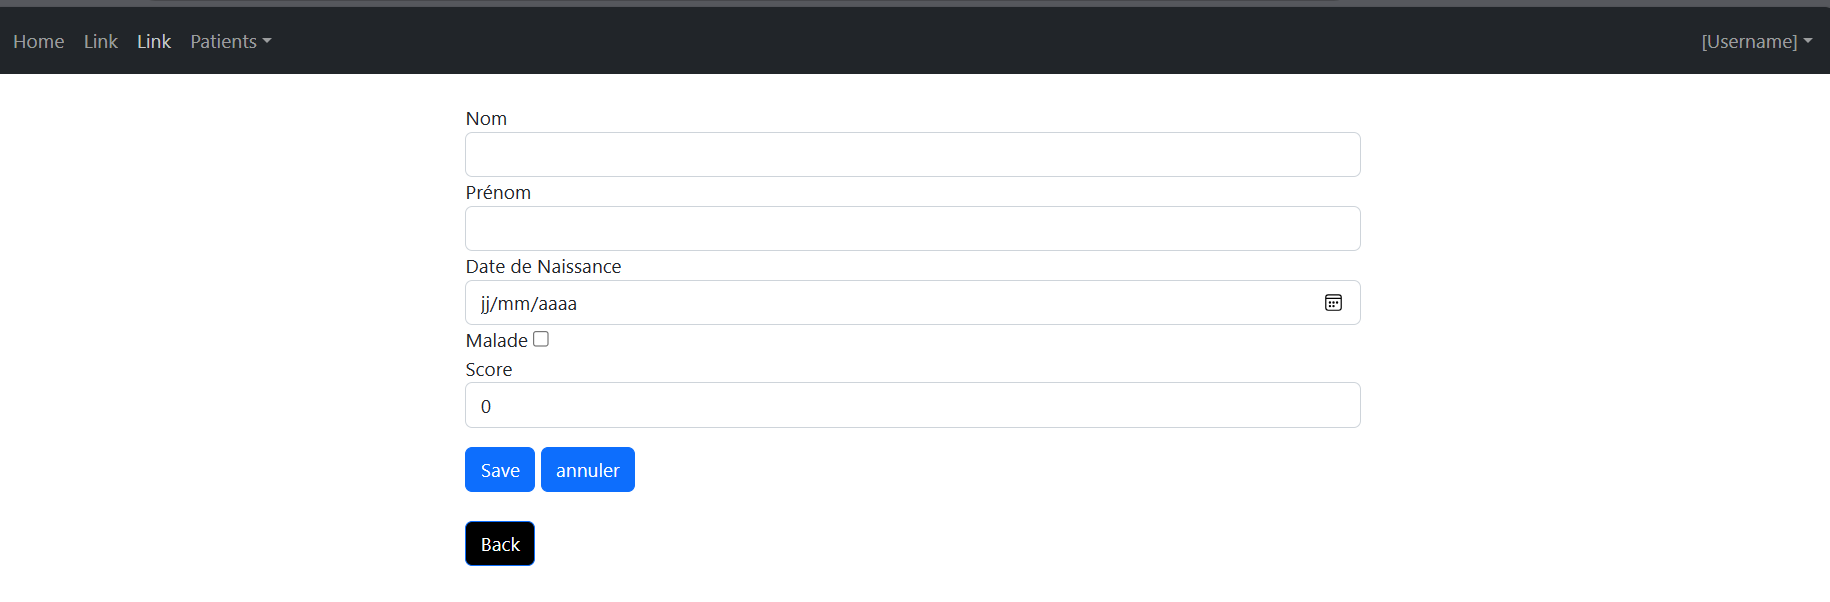 Home Link Link Patients [Username]
Nom
Prénom
Date de Naissance
jj/mm/aaaa
Malade
Score
0
Save annuler
Back